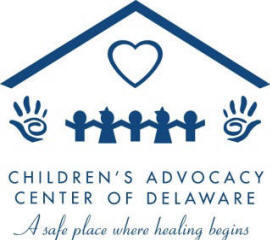 CHILDREN'S ADVOCACY
CENTER OF DELAWARE
A safe place where healing begins